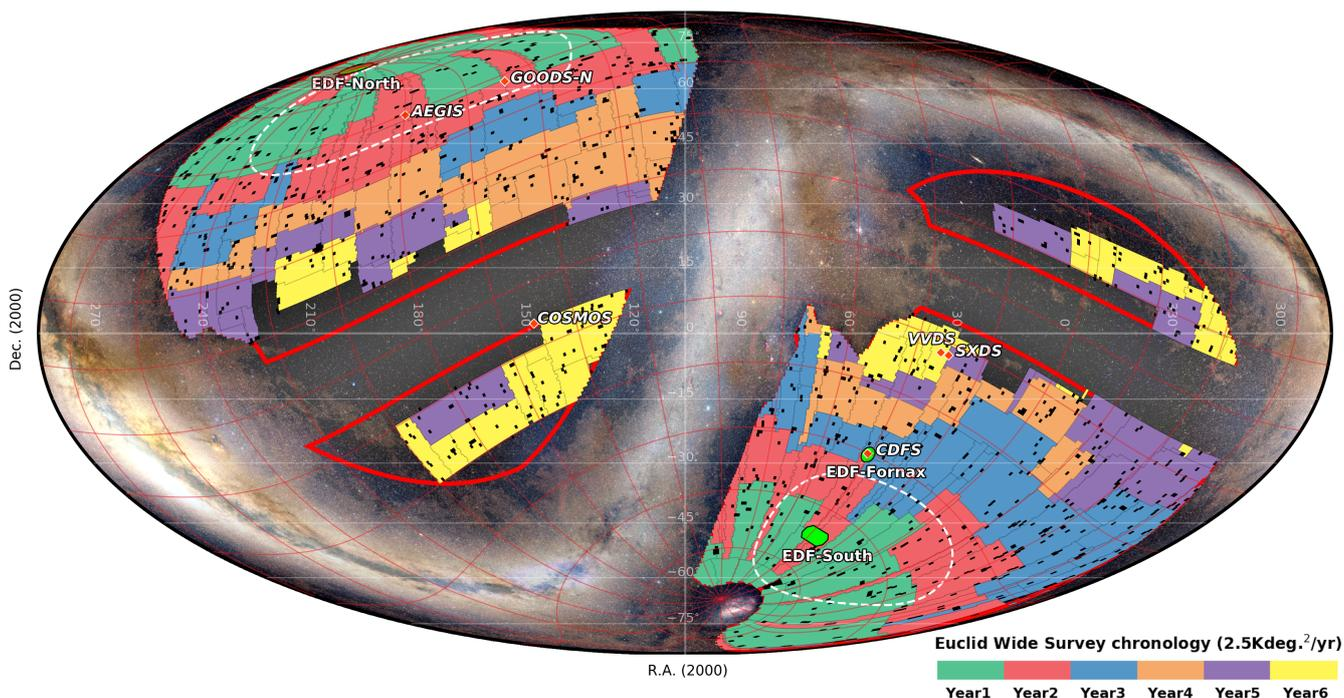 75°
60°
45°
30°
15°
0°
−15°
−30°
−45°
−60°
−75°
270
240
210
180
150
120
90
60
30
0
330
300
EDF-North
GOODS-N
AEGIS
COSMOS
VVDS
SXDS
CDFS
EDF-Fornax
EDF-South
Dec. (2000)
R.A. (2000)
Euclid Wide Survey chronology (2.5Kdeg.²/yr)
Year1 Year2 Year3 Year4 Year5 Year6